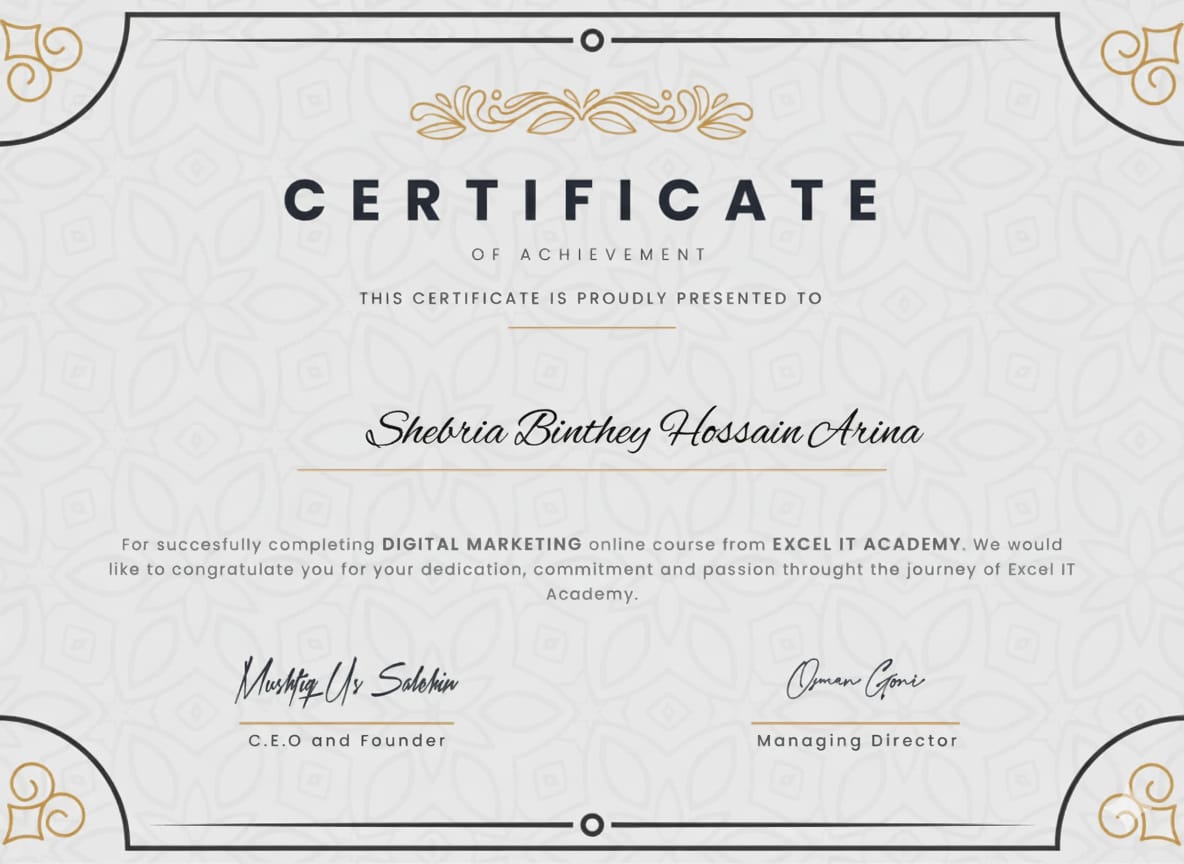 CERTIFICATE
OF ACHIEVEMENT
THIS CERTIFICATE IS PROUDLY PRESENTED TO
Shebria Binthey Hossain Arina
For succesfully completing DIGITAL MARKETING online course from EXCEL IT ACADEMY. We would
like to congratulate you for your dedication, commitment and passion throught the journey of Excel IT
Academy.
Mushfiq Us Salehin Osman Goni
C.E.O and Founder Managing Director